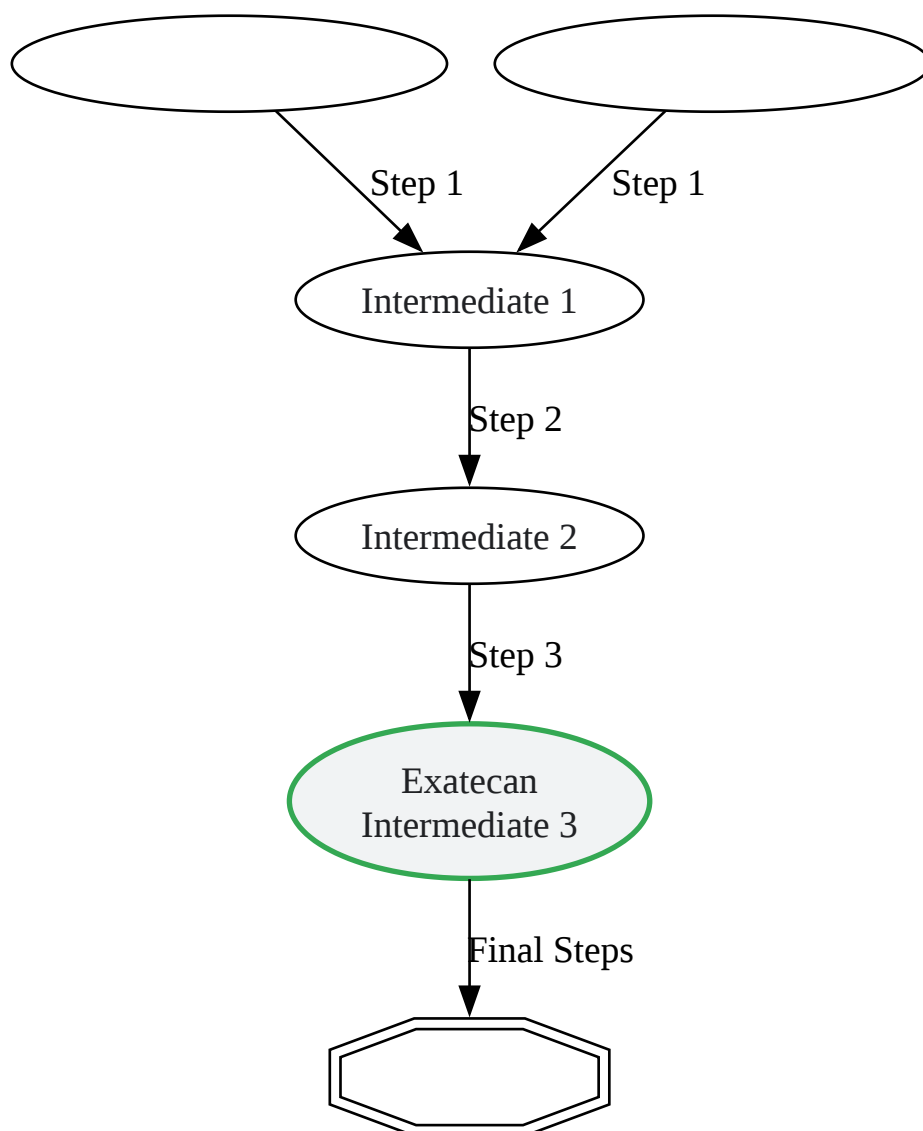 Step 1
Step 1
Intermediate 1
Step 2
Intermediate 2
Step 3
Exatecan
Intermediate 3
Final Steps